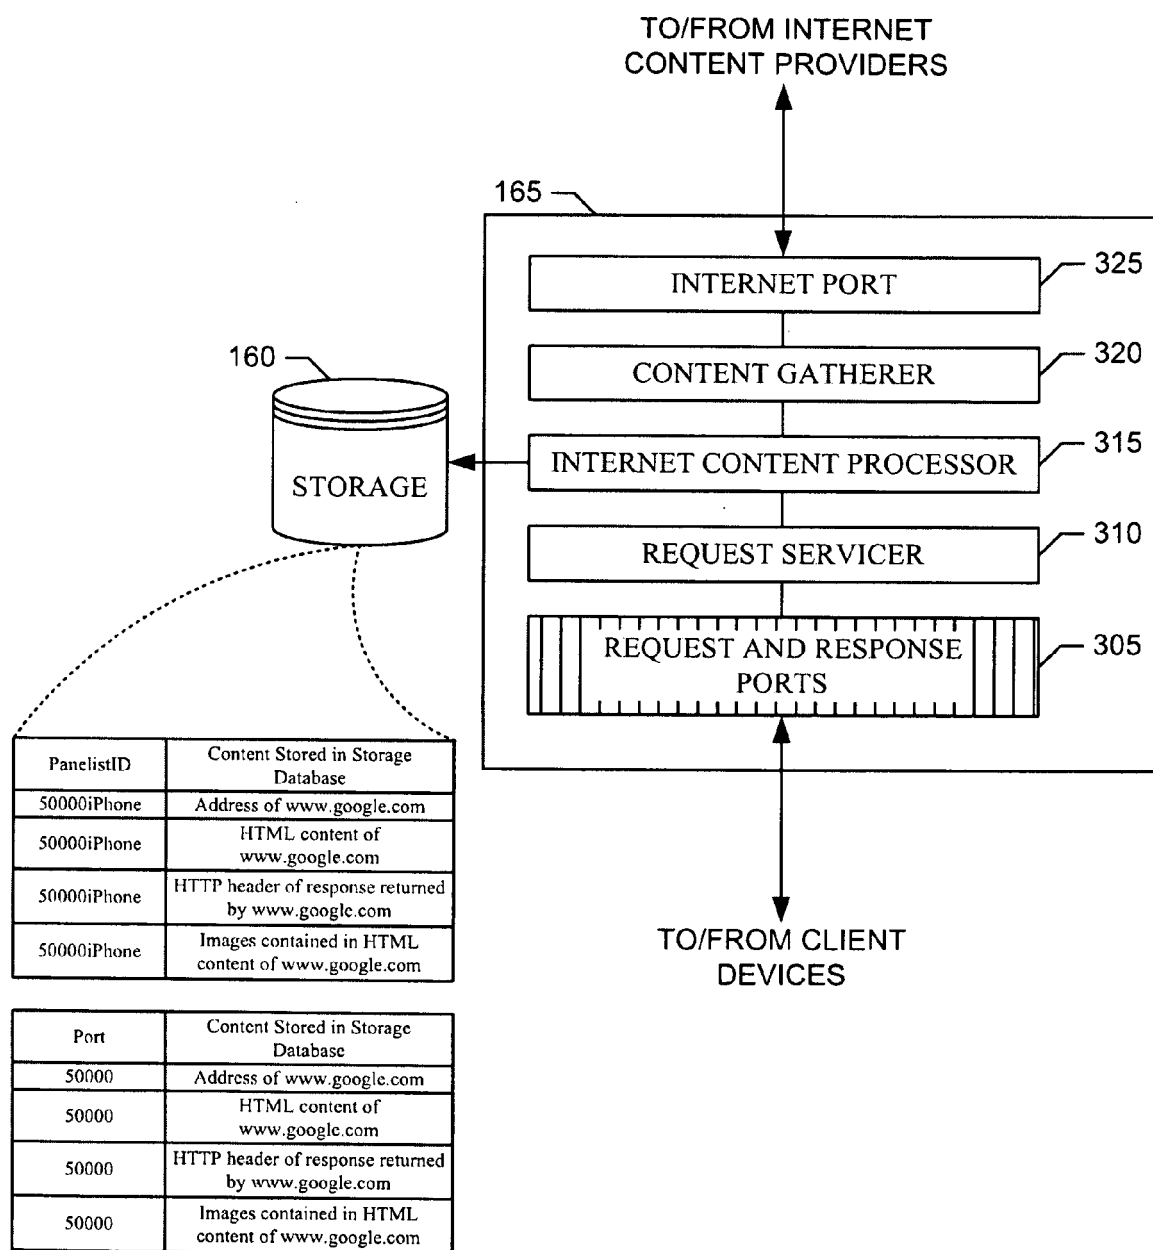 TO/FROM INTERNET
CONTENT PROVIDERS
165
INTERNET PORT
325
160
CONTENT GATHERER
320
STORAGE
INTERNET CONTENT PROCESSOR
315
REQUEST SERVICER
310
REQUEST AND RESPONSE
PORTS
305
TO/FROM CLIENT
DEVICES
PanelistID
Content Stored in Storage
Database
50000iPhone
Address of www.google.com
50000iPhone
HTML content of
www.google.com
50000iPhone
HTTP header of response returned
by www.google.com
50000iPhone
Images contained in HTML
content of www.google.com
Port
Content Stored in Storage
Database
50000
Address of www.google.com
50000
HTML content of
www.google.com
50000
HTTP header of response returned
by www.google.com
50000
Images contained in HTML
content of www.google.com